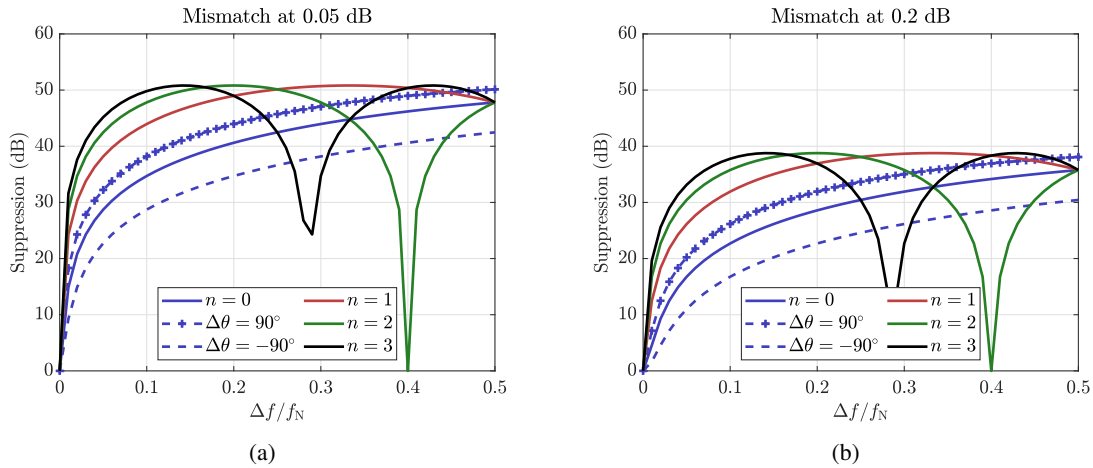 Mismatch at 0.05 dB
60
50
40
30
20
10
0
Suppression (dB)
n = 0
n = 1
Δθ = 90°
n = 2
Δθ = −90°
n = 3
0
0.1
0.2
0.3
0.4
0.5
Δf/f_N
(a)
Mismatch at 0.2 dB
60
50
40
30
20
10
0
Suppression (dB)
n = 0
n = 1
Δθ = 90°
n = 2
Δθ = −90°
n = 3
0
0.1
0.2
0.3
0.4
0.5
Δf/f_N
(b)